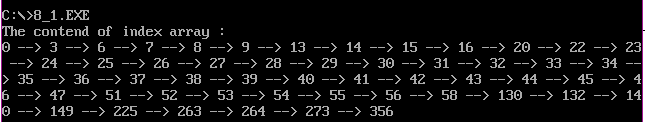 C:\>8_1.EXE
The contend of index array :
0 --> 3 --> 6 --> 7 --> 8 --> 9 --> 13 --> 14 --> 15 --> 16 --> 20 --> 22 --> 23
 --> 24 --> 25 --> 26 --> 27 --> 28 --> 29 --> 30 --> 31 --> 32 --> 33 --> 34 --
> 35 --> 36 --> 37 --> 38 --> 39 --> 40 --> 41 --> 42 --> 43 --> 44 --> 45 --> 4
6 --> 47 --> 51 --> 52 --> 53 --> 54 --> 55 --> 56 --> 58 --> 130 --> 132 --> 14
0 --> 149 --> 225 --> 263 --> 264 --> 273 --> 356